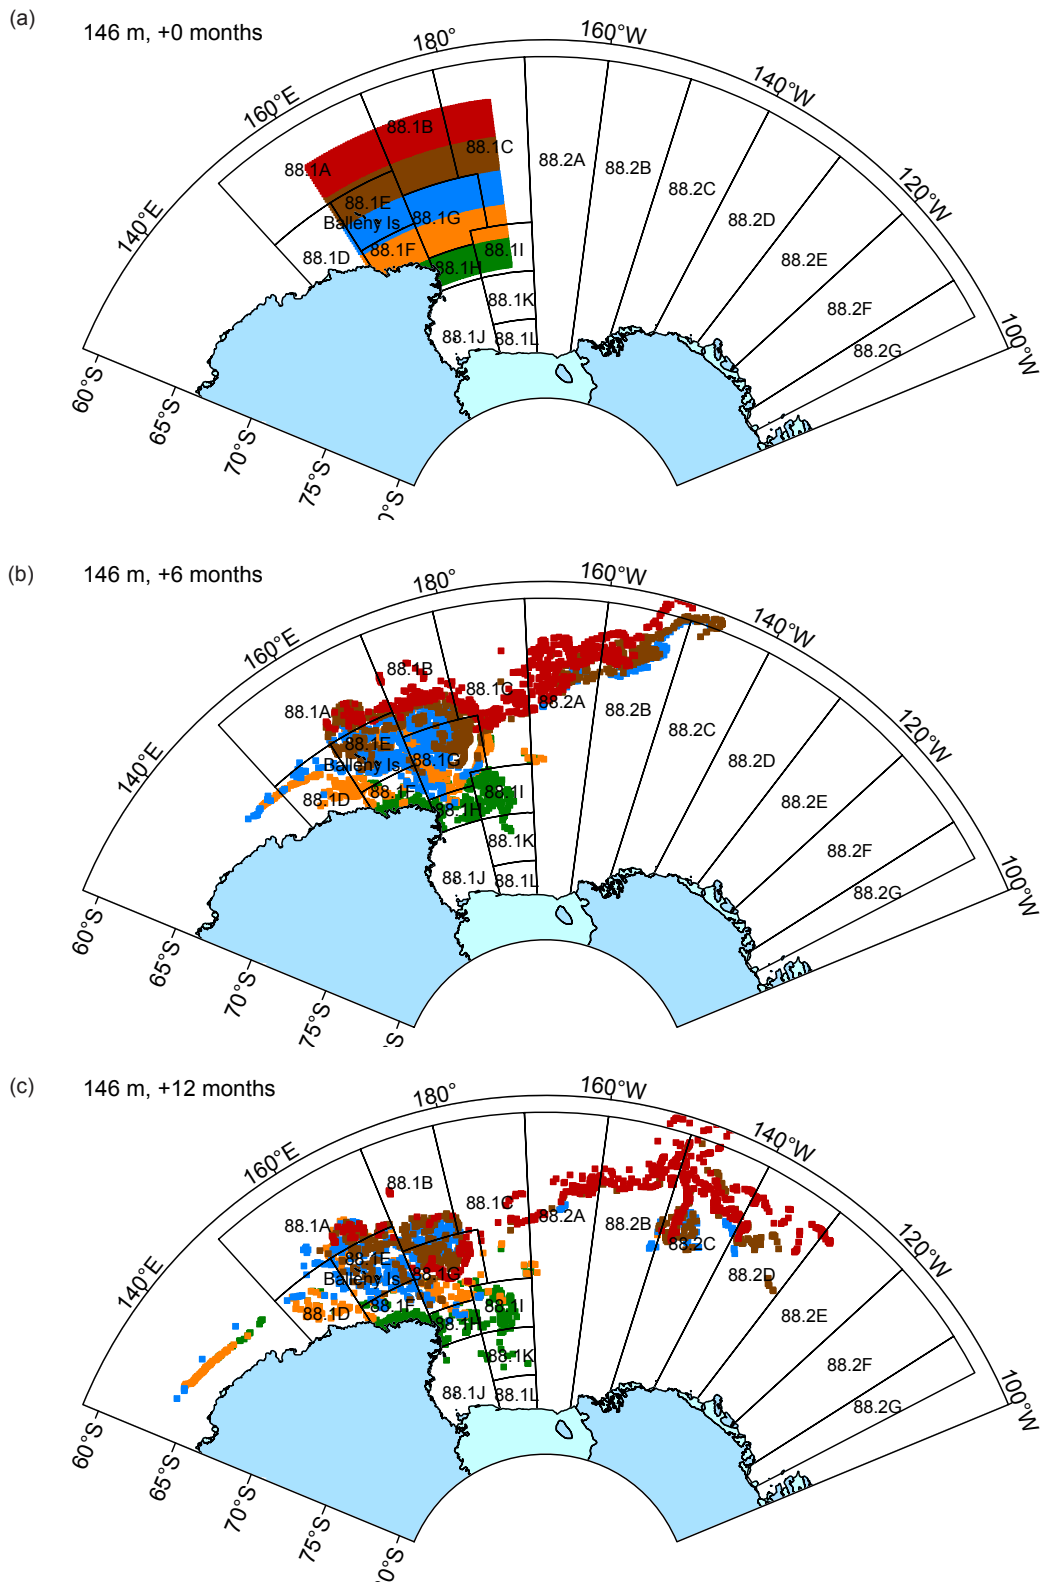 (a)
146 m, +0 months
180°
160°W
160°E
140°W
140°E
120°W
100°W
88.1A
88.1B
88.1C
88.2A
88.2B
88.2C
88.2D
88.2E
88.2F
88.2G
88.1E
Balleny Is.
88.1G
88.1D
88.1F
88.1H
88.1I
88.1K
88.1J
88.1L
60°S
65°S
70°S
75°S
(b)
146 m, +6 months
180°
160°W
160°E
140°W
140°E
120°W
100°W
88.1A
88.1B
88.1C
88.2A
88.2B
88.2C
88.2D
88.2E
88.2F
88.2G
88.1E
Balleny Is.
88.1G
88.1D
88.1F
88.1H
88.1I
88.1K
88.1J
88.1L
60°S
65°S
70°S
75°S
(c)
146 m, +12 months
180°
160°W
160°E
140°W
140°E
120°W
100°W
88.1A
88.1B
88.1C
88.2A
88.2B
88.2C
88.2D
88.2E
88.2F
88.2G
88.1E
Balleny Is.
88.1G
88.1D
88.1F
88.1H
88.1I
88.1K
88.1J
88.1L
60°S
65°S
70°S
75°S